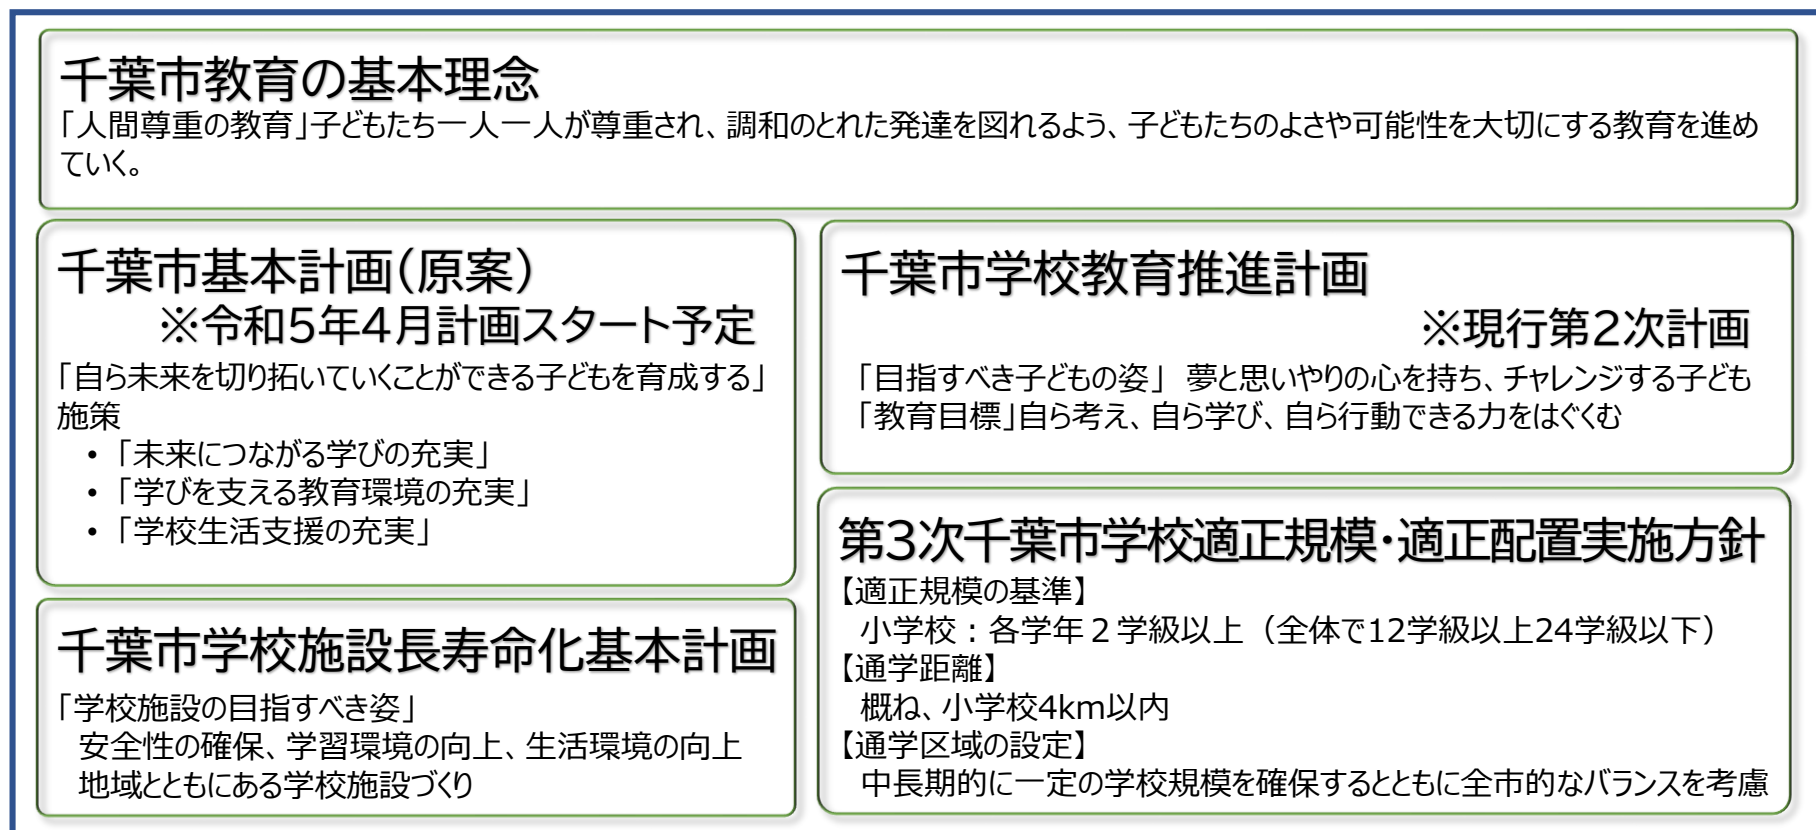 千葉市教育の基本理念
「人間尊重の教育」子どもたち一人一人が尊重され、調和のとれた発達を図れるよう、子どもたちのよさや可能性を大切にする教育を進め
ていく。
千葉市基本計画（原案）
※令和5年4月計画スタート予定
「自ら未来を切り拓いていくことができる子どもを育成する」
施策
• 「未来につながる学びの充実」
• 「学びを支える教育環境の充実」
• 「学校生活支援の充実」
千葉市学校施設長寿命化基本計画
「学校施設の目指すべき姿」
安全性の確保、学習環境の向上、生活環境の向上
地域とともにある学校施設づくり
千葉市学校教育推進計画
※現行第2次計画
「目指すべき子どもの姿」 夢と思いやりの心を持ち、チャレンジする子ども
「教育目標」自ら考え、自ら学び、自ら行動できる力をはぐくむ
第3次千葉市学校適正規模・適正配置実施方針
【適正規模の基準】
小学校：各学年２学級以上（全体で12学級以上24学級以下）
【通学距離】
概ね、小学校4km以内
【通学区域の設定】
中長期的に一定の学校規模を確保するとともに全市的なバランスを考慮